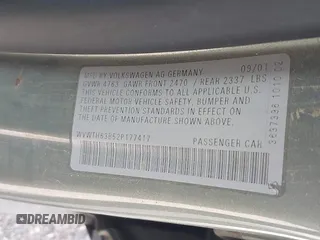 MFD BY VOLKSWAGEN AG GERMANY 09/01
GVWR 4763 GAWR FRONT 2470 / REAR 2337 LBS
THIS VEHICLE CONFORMS TO ALL APPLICABLE U.S.
FEDERAL MOTOR VEHICLE SAFETY, BUMPER AND
THEFT PREVENTION STANDARDS IN EFFECT ON THE
DATE OF MANUFACTURE SHOWN ABOVE.
PASSENGER CAR
AUTOBIDMASTER